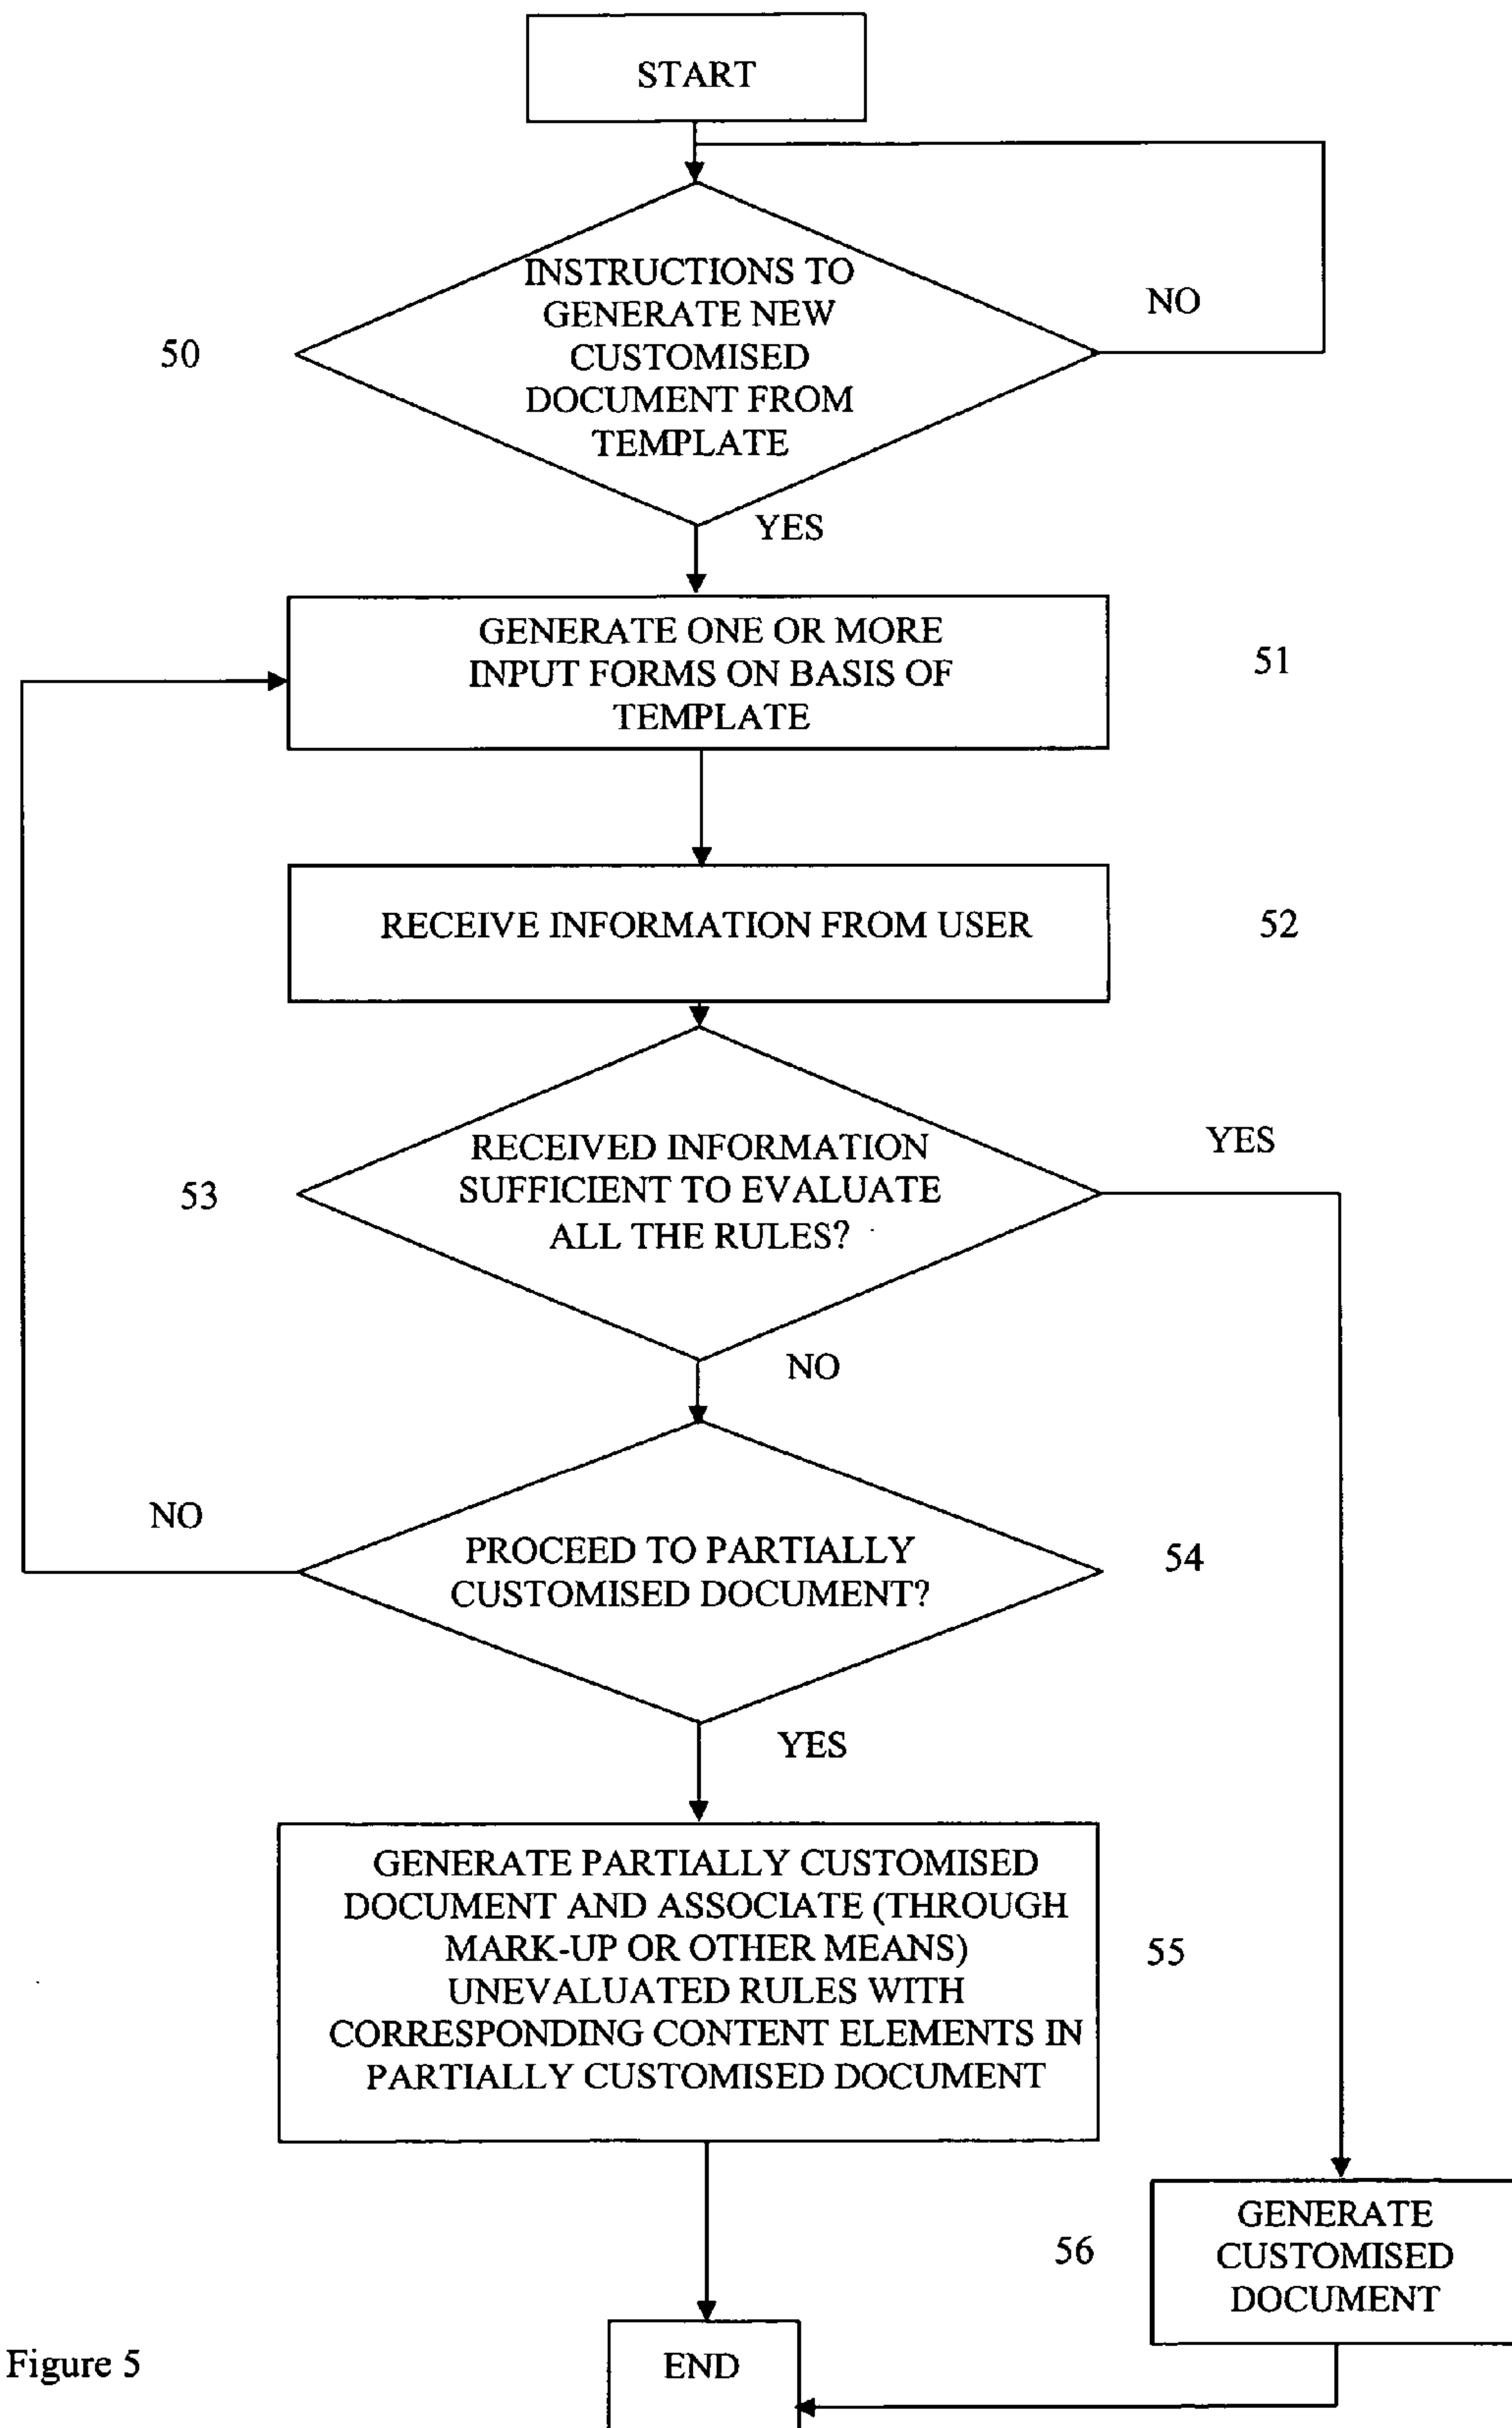 START
INSTRUCTIONS TO
GENERATE NEW
CUSTOMISED
DOCUMENT FROM
TEMPLATE
NO
50
YES
GENERATE ONE OR MORE
INPUT FORMS ON BASIS OF
TEMPLATE
51
RECEIVE INFORMATION FROM USER
52
RECEIVED INFORMATION
SUFFICIENT TO EVALUATE
ALL THE RULES?
YES
53
NO
NO
PROCEED TO PARTIALLY
CUSTOMISED DOCUMENT?
54
YES
GENERATE PARTIALLY CUSTOMISED
DOCUMENT AND ASSOCIATE (THROUGH
MARK-UP OR OTHER MEANS)
UNEVALUATED RULES WITH
CORRESPONDING CONTENT ELEMENTS IN
PARTIALLY CUSTOMISED DOCUMENT
55
56
GENERATE
CUSTOMISED
DOCUMENT
END
Figure 5